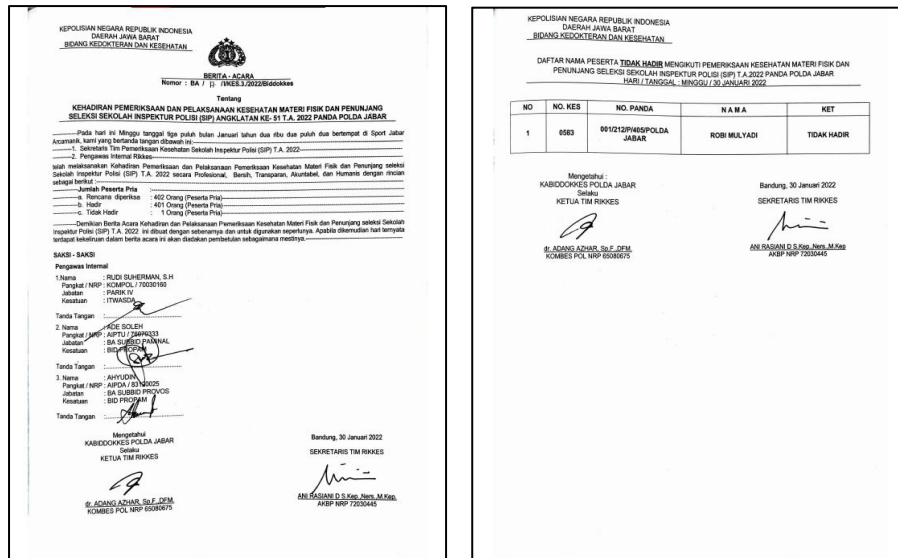 KEPOLISIAN NEGARA REPUBLIK INDONESIA
DAERAH JAWA BARAT
BIDANG KEDOKTERAN DAN KESEHATAN
BERITA - ACARA
Nomor : BA / /I/KES.3./2022/Biddokkes
Tentang
KEHADIRAN PEMERIKSAAN DAN PELAKSANAAN KESEHATAN MATERI FISIK DAN PENUNJANG
SELEKSI SEKOLAH INSPEKTUR POLISI (SIP) ANGKATAN KE- 51 T.A. 2022 PANDA POLDA JABAR
----------Pada hari ini Minggu tanggal tiga puluh bulan Januari tahun dua ribu dua puluh dua bertempat di Sport Jabar
Arcamanik, kami yang bertanda tangan dibawah ini:
----------1. Sekretaris Tim Pemeriksaan Kesehatan Sekolah Inspektur Polisi (SIP) T.A. 2022
----------2. Pengawas Internal Rikkes
telah melaksanakan Kehadiran Pemeriksaan dan Pelaksanaan Pemeriksaan Kesehatan Materi Fisik dan Penunjang seleksi
Sekolah Inspektur Polisi (SIP) T.A. 2022 secara Profesional, Bersih, Transparan, Akuntabel, dan Humanis dengan rincian
sebagai berikut :
----------Jumlah Peserta Pria :
----------a. Rencana diperiksa : 402 Orang (Peserta Pria)
----------b. Hadir : 401 Orang (Peserta Pria)
----------c. Tidak Hadir : 1 Orang (Peserta Pria)
----------Demikian Berita Acara Kehadiran dan Pelaksanaan Pemeriksaan Kesehatan Materi Fisik dan Penunjang seleksi Sekolah
Inspektur Polisi (SIP) T.A. 2022 ini dibuat dengan sebenarnya dan untuk digunakan seperlunya. Apabila dikemudian hari ternyata
terdapat kekeliruan dalam berita acara ini akan diadakan pembetulan sebagaimana mestinya.
SAKSI - SAKSI
Pengawas Internal
1.Nama : RUDI SUHERMAN, S.H
Pangkat / NRP : KOMPOL / 70030160
Jabatan : PARIK IV
Kesatuan : ITWASDA
Tanda Tangan :
2. Nama : ADE SOLEH
Pangkat / NRP : AIPTU / 76070333
Jabatan : BA SUBBID PAMINAL
Kesatuan : BID PROPAM
Tanda Tangan :
3. Nama : AHYUDIN
Pangkat / NRP : AIPDA / 83120025
Jabatan : BA SUBBID PROVOS
Kesatuan : BID PROPAM
Tanda Tangan :
Mengetahui
KABIDDOKKES POLDA JABAR
Selaku
KETUA TIM RIKKES
dr. ADANG AZHAR, Sp.F.,DFM.
KOMBES POL NRP 65080675
Bandung, 30 Januari 2022
SEKRETARIS TIM RIKKES
ANI RASIANI D S.Kep.,Ners.,M.Kep.
AKBP NRP 72030445
KEPOLISIAN NEGARA REPUBLIK INDONESIA
DAERAH JAWA BARAT
BIDANG KEDOKTERAN DAN KESEHATAN
DAFTAR NAMA PESERTA TIDAK HADIR MENGIKUTI PEMERIKSAAN KESEHATAN MATERI FISIK DAN
PENUNJANG SELEKSI SEKOLAH INSPEKTUR POLISI (SIP) T.A.2022 PANDA POLDA JABAR
HARI / TANGGAL : MINGGU / 30 JANUARI 2022
NO NO. KES NO. PANDA N A M A KET
1 0563 001/212/P/405/POLDA JABAR ROBI MULYADI TIDAK HADIR
Mengetahui :
KABIDDOKKES POLDA JABAR
Selaku
KETUA TIM RIKKES
dr. ADANG AZHAR, Sp.F.,DFM.
KOMBES POL NRP 65080675
Bandung, 30 Januari 2022
SEKRETARIS TIM RIKKES
ANI RASIANI D S.Kep.,Ners.,M.Kep
AKBP NRP 72030445